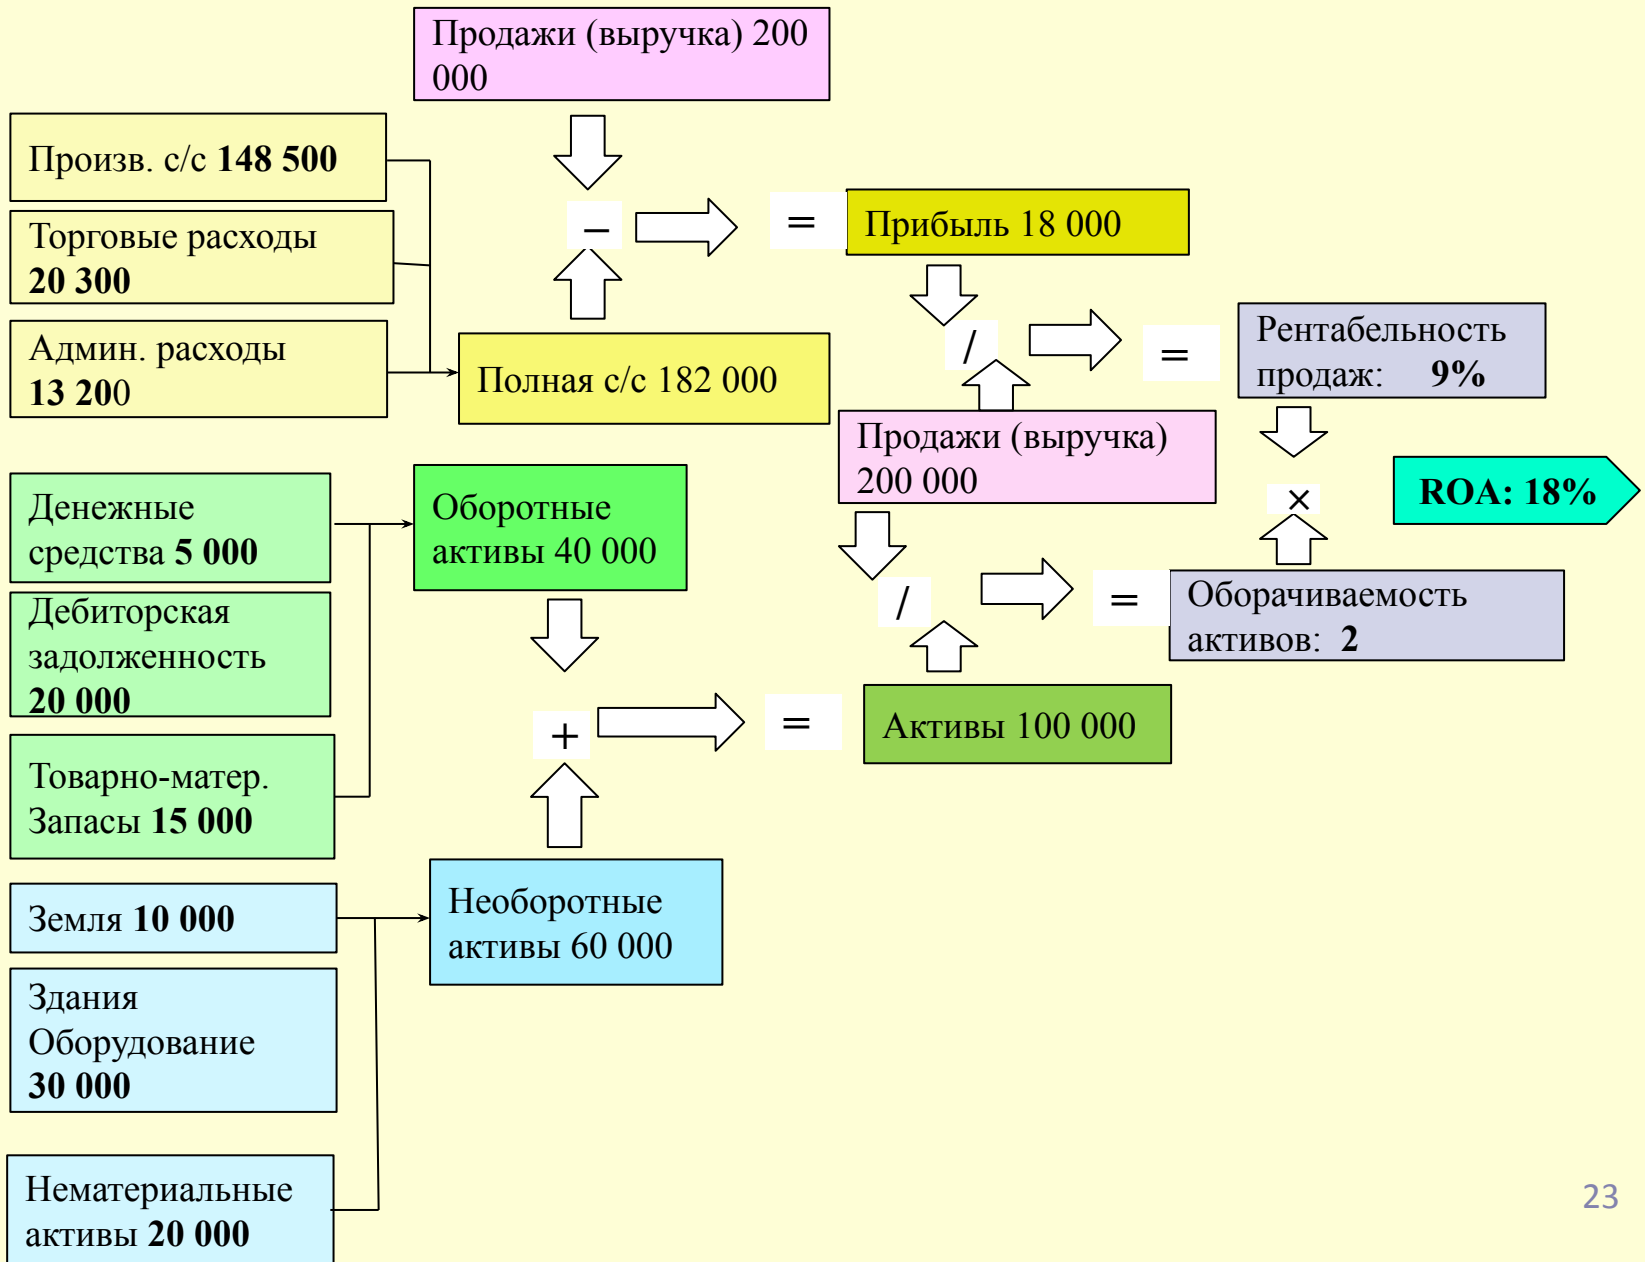 Продажи (выручка) 200
000
Произв. с/с 148 500
Торговые расходы
20 300
Админ. расходы
13 200
Полная с/с 182 000
–
=
Прибыль 18 000
/
=
Рентабельность
продаж: 9%
Продажи (выручка)
200 000
×
ROA: 18%
Денежные
средства 5 000
Оборотные
активы 40 000
Дебиторская
задолженность
20 000
/
=
Оборачиваемость
активов: 2
+
=
Активы 100 000
Товарно-матер.
Запасы 15 000
Земля 10 000
Необоротные
активы 60 000
Здания
Оборудование
30 000
Нематериальные
активы 20 000
23